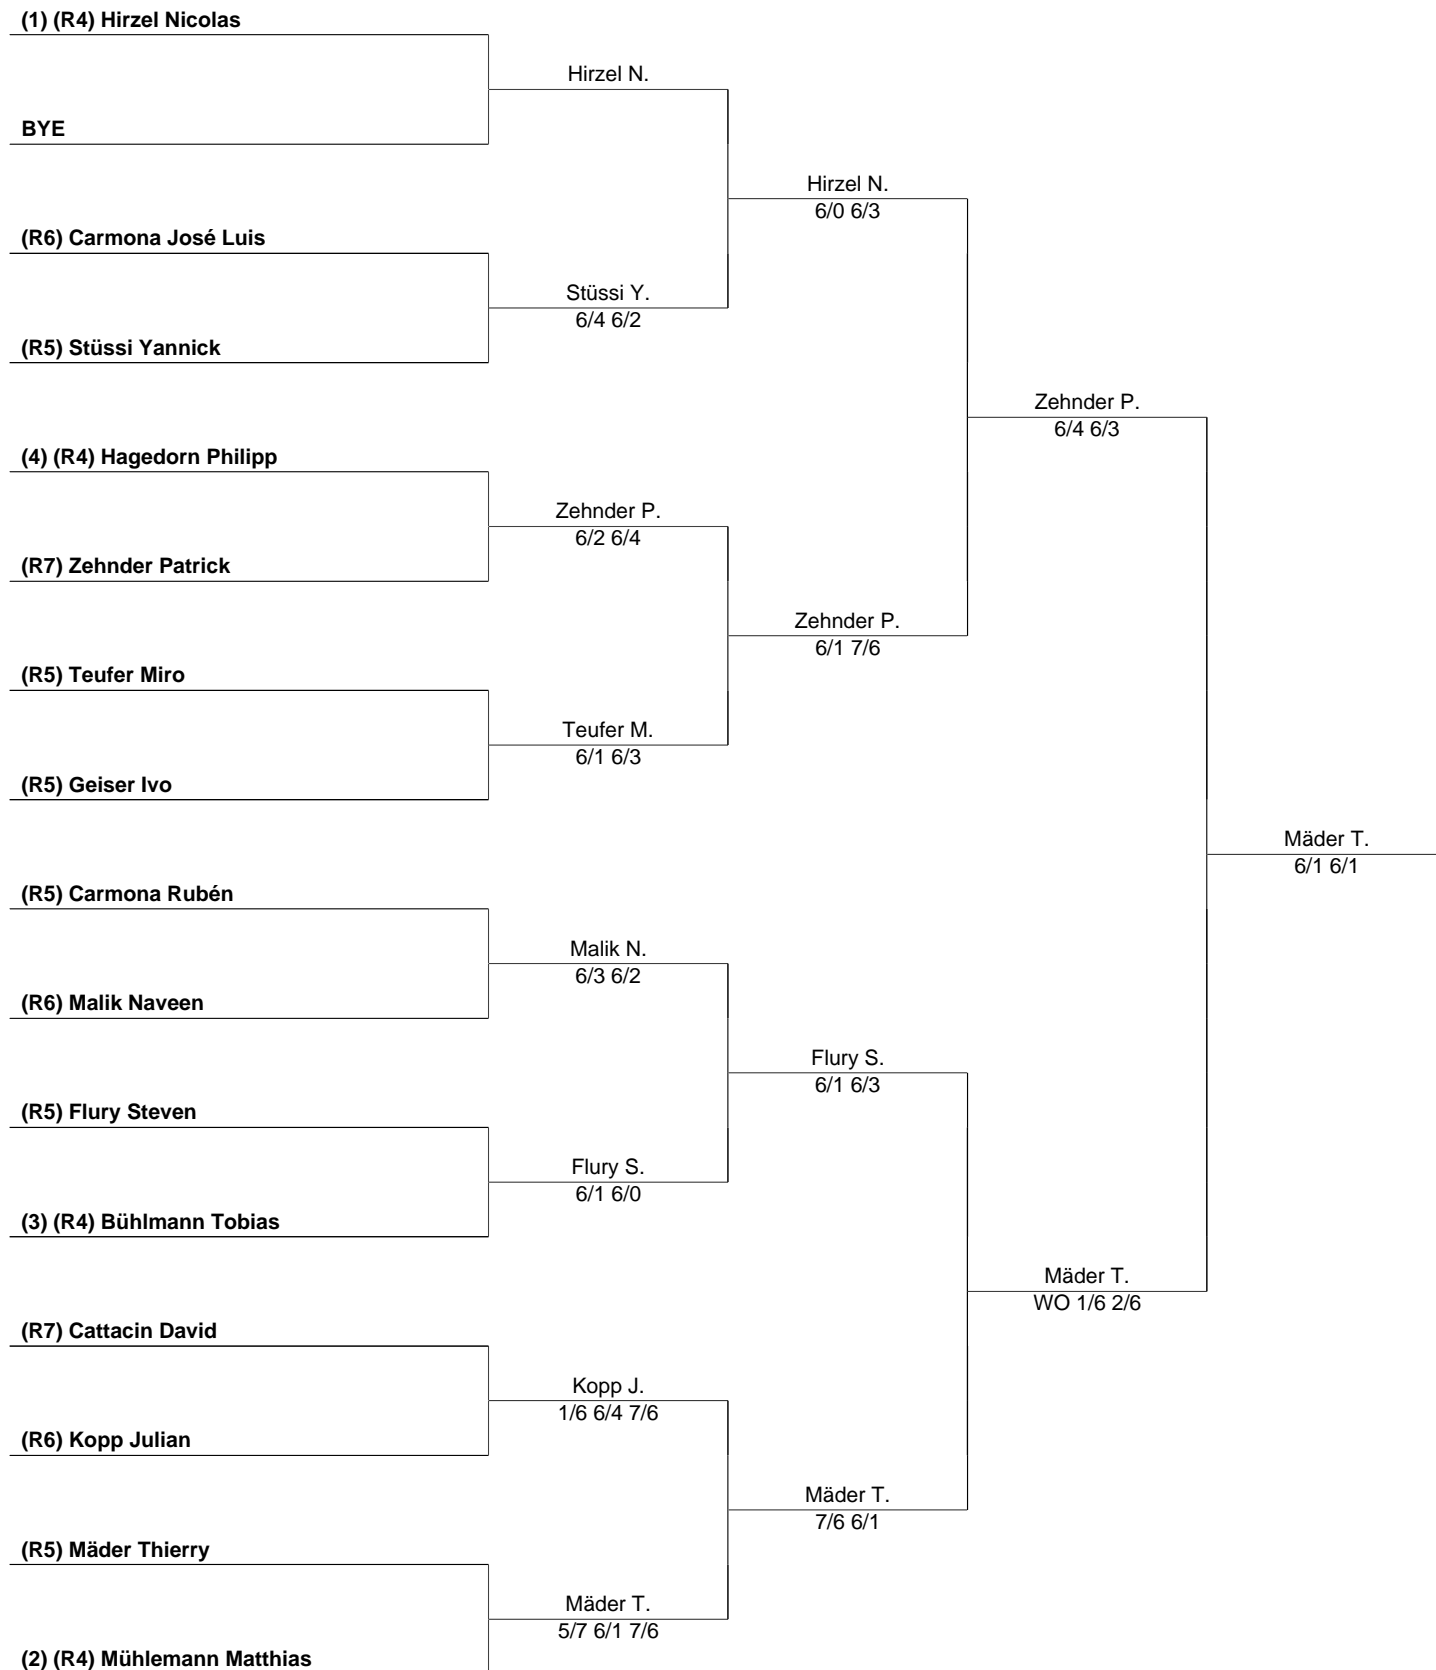 (1) (R4) Hirzel Nicolas
Hirzel N.
BYE
Hirzel N.
6/0 6/3
(R6) Carmona José Luis
Stüssi Y.
6/4 6/2
(R5) Stüssi Yannick
Zehnder P.
6/4 6/3
(4) (R4) Hagedorn Philipp
Zehnder P.
6/2 6/4
(R7) Zehnder Patrick
Zehnder P.
6/1 7/6
(R5) Teufer Miro
Teufer M.
6/1 6/3
(R5) Geiser Ivo
Mäder T.
6/1 6/1
(R5) Carmona Rubén
Malik N.
6/3 6/2
(R6) Malik Naveen
Flury S.
6/1 6/3
(R5) Flury Steven
Flury S.
6/1 6/0
(3) (R4) Bühlmann Tobias
Mäder T.
WO 1/6 2/6
(R7) Cattacin David
Kopp J.
1/6 6/4 7/6
(R6) Kopp Julian
Mäder T.
7/6 6/1
(R5) Mäder Thierry
Mäder T.
5/7 6/1 7/6
(2) (R4) Mühlemann Matthias